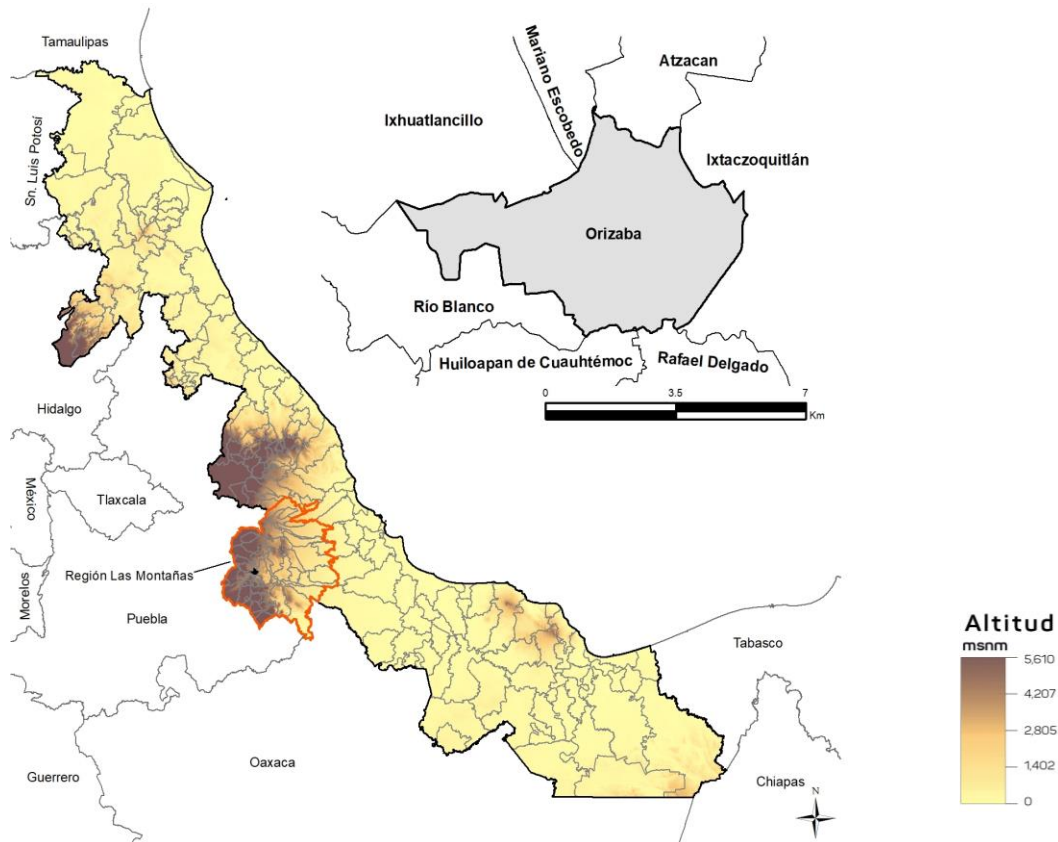 Tamaulipas
Sn. Luis Potosí
Hidalgo
México
Tlaxcala
Morelos
Región Las Montañas
Puebla
Guerrero
Oaxaca
Tabasco
Chiapas
Mariano Escobedo
Atzacan
Ixhuatlancillo
Ixtaczoquitlán
Orizaba
Río Blanco
Huiloapan de Cuauhtémoc
Rafael Delgado
0 3.5 7
Km
Altitud
msnm
5,610
4,207
2,805
1402
0
N